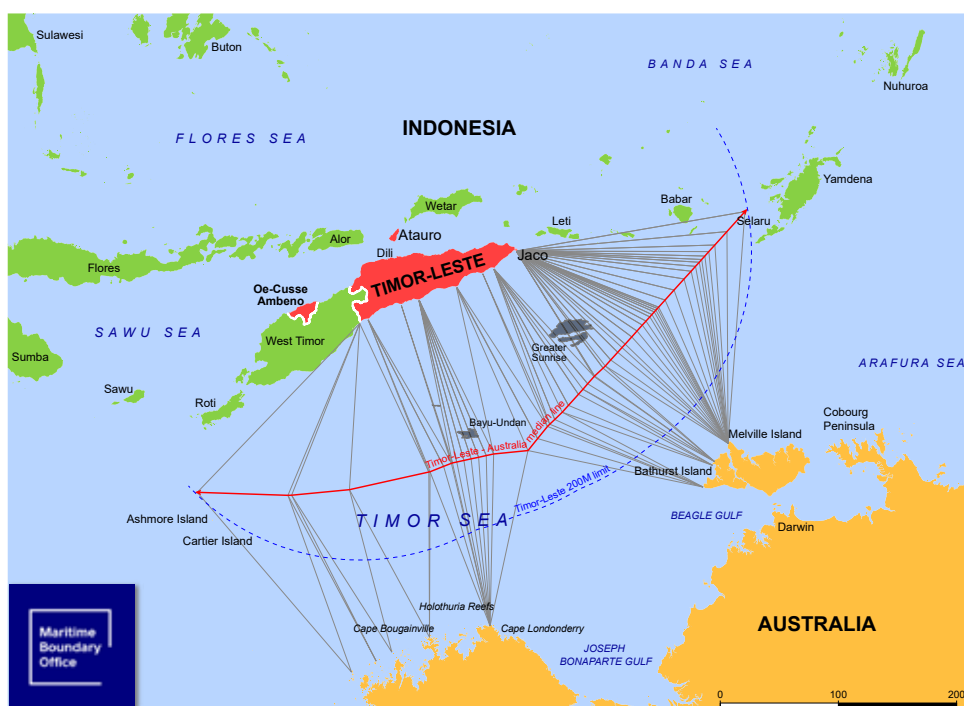 Sulawesi
Buton
BANDA SEA
Nuhuroa
FLORES SEA
INDONESIA
Yamdena
Wetar
Babar
Selaru
Leti
Atauro
Alor
Dili
Jaco
Flores
TIMOR-LESTE
Oe-Cusse
Ambeno
SAWU SEA
West Timor
Greater
Sunrise
Sumba
ARAFURA SEA
Sawu
Roti
Bayu-Undan
Cobourg
Peninsula
Melville Island
Timor-Leste - Australia median line
Bathurst Island
Timor-Leste 200M limit
Ashmore Island
TIMOR SEA
BEAGLE GULF
Darwin
Cartier Island
Holothuria Reefs
Cape Bougainville
Cape Londonderry
AUSTRALIA
JOSEPH
BONAPARTE GULF
Maritime
Boundary
Office
0 100 200